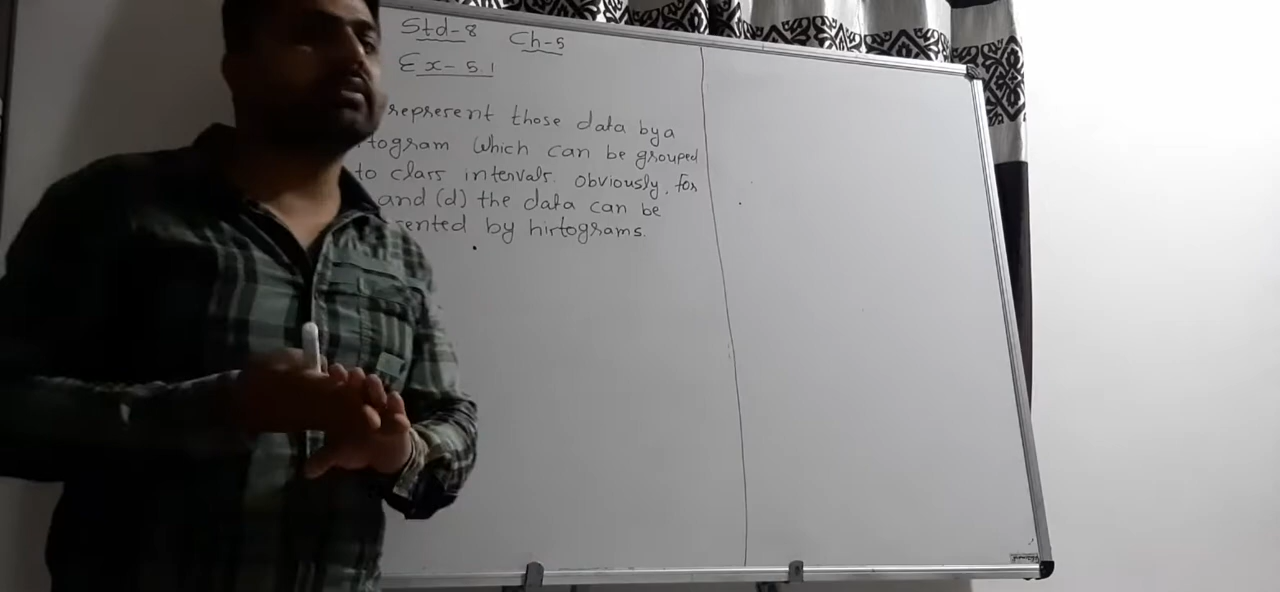 Std-8 Ch-5
Ex-5.1
represent those data by a
togram which can be grouped
to class intervals. obviously, for
and (d) the data can be
sented by histograms.